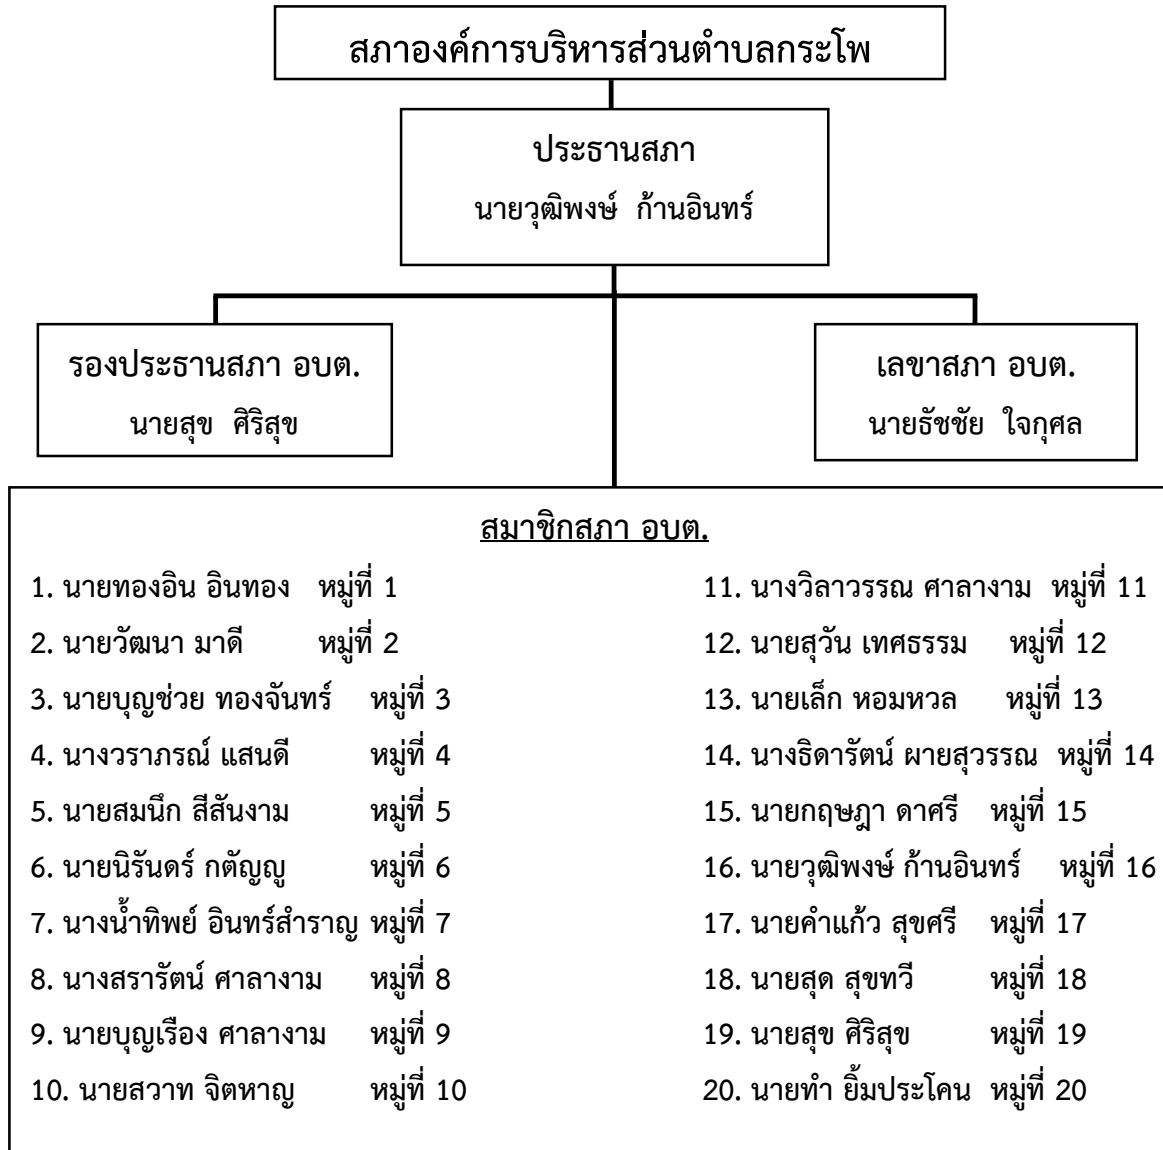 สภาองค์การบริหารส่วนตำบลกระโพ
ประธานสภา
นายวุฒิพงษ์ ก้านอินทร์
รองประธานสภา อบต.
นายสุข ศิริสุข
เลขาสภา อบต.
นายธัชชัย ใจกุศล
สมาชิกสภา อบต.
1. นายทองอิน อินทอง หมู่ที่ 1
2. นายวัฒนา มาดี หมู่ที่ 2
3. นายบุญช่วย ทองจันทร์ หมู่ที่ 3
4. นางวราภรณ์ แสนดี หมู่ที่ 4
5. นายสมนึก สีสันงาม หมู่ที่ 5
6. นายนิรันดร์ กตัญญู หมู่ที่ 6
7. นางน้ำทิพย์ อินทร์สำราญ หมู่ที่ 7
8. นางสรารัตน์ ศาลางาม หมู่ที่ 8
9. นายบุญเรือง ศาลางาม หมู่ที่ 9
10. นายสวาท จิตหาญ หมู่ที่ 10
11. นางวิลาวรรณ ศาลางาม หมู่ที่ 11
12. นายสุวัน เทศธรรม หมู่ที่ 12
13. นายเล็ก หอมหวล หมู่ที่ 13
14. นางธิดารัตน์ ผายสุวรรณ หมู่ที่ 14
15. นายกฤษฎา ดาศรี หมู่ที่ 15
16. นายวุฒิพงษ์ ก้านอินทร์ หมู่ที่ 16
17. นายคำแก้ว สุขศรี หมู่ที่ 17
18. นายสุด สุขทวี หมู่ที่ 18
19. นายสุข ศิริสุข หมู่ที่ 19
20. นายทำ ยิ้มประโคน หมู่ที่ 20